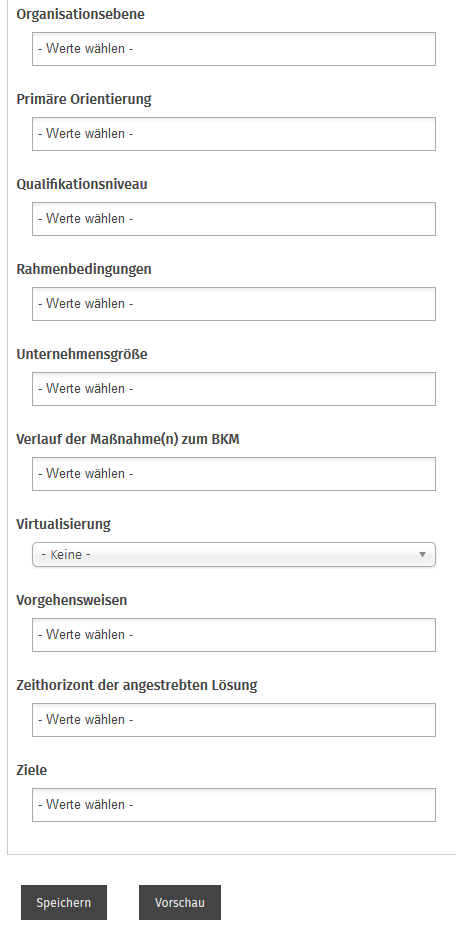 Organisationsebene
- Werte wählen -
Primäre Orientierung
- Werte wählen -
Qualifikationsniveau
- Werte wählen -
Rahmenbedingungen
- Werte wählen -
Unternehmensgröße
- Werte wählen -
Verlauf der Maßnahme(n) zum BKM
- Werte wählen -
Virtualisierung
- Keine -
Vorgehensweisen
- Werte wählen -
Zeithorizont der angestrebten Lösung
- Werte wählen -
Ziele
- Werte wählen -
Speichern Vorschau